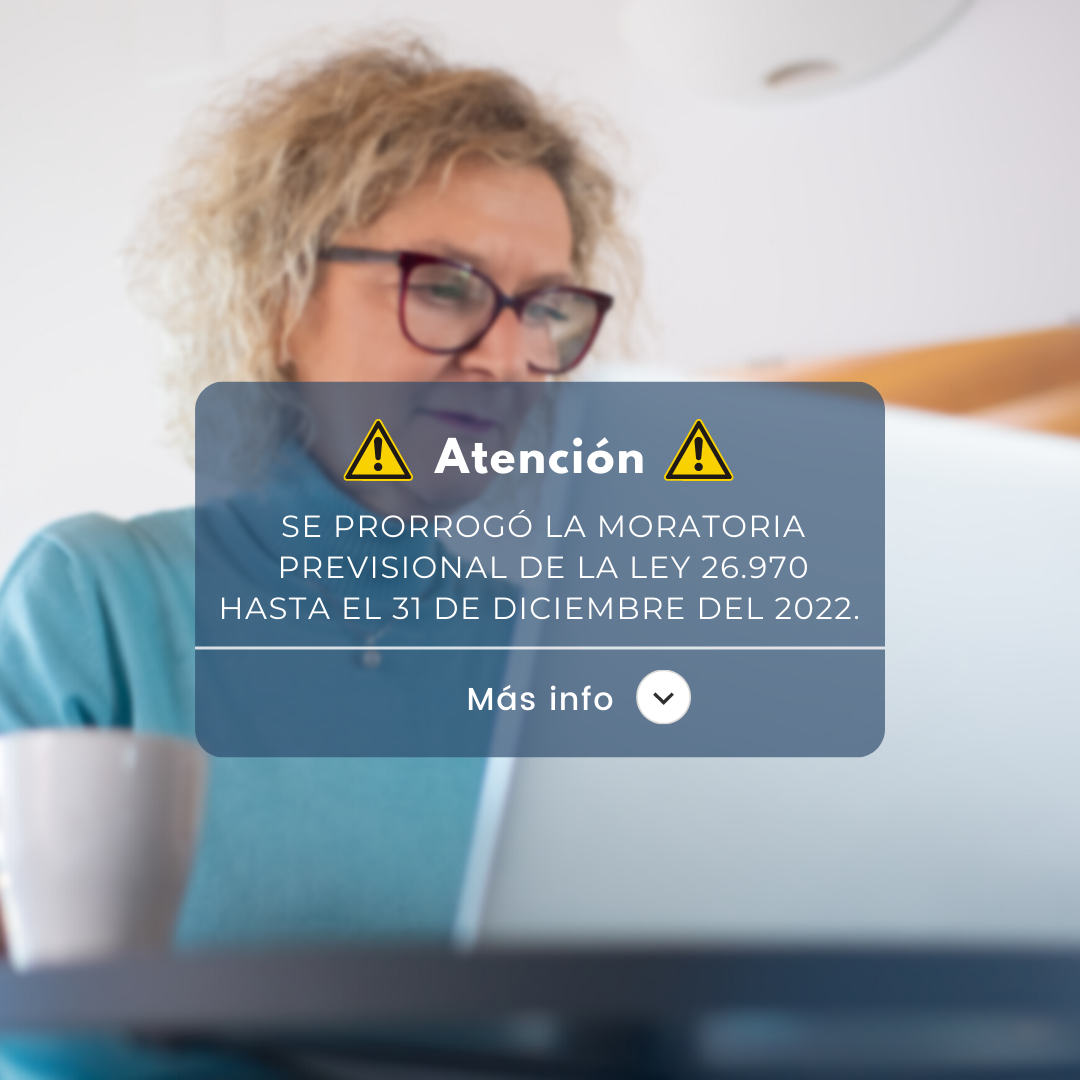 Atención
SE PRORROGÓ LA MORATORIA
PREVISIONAL DE LA LEY 26.970
HASTA EL 31 DE DICIEMBRE DEL 2022.
Más info